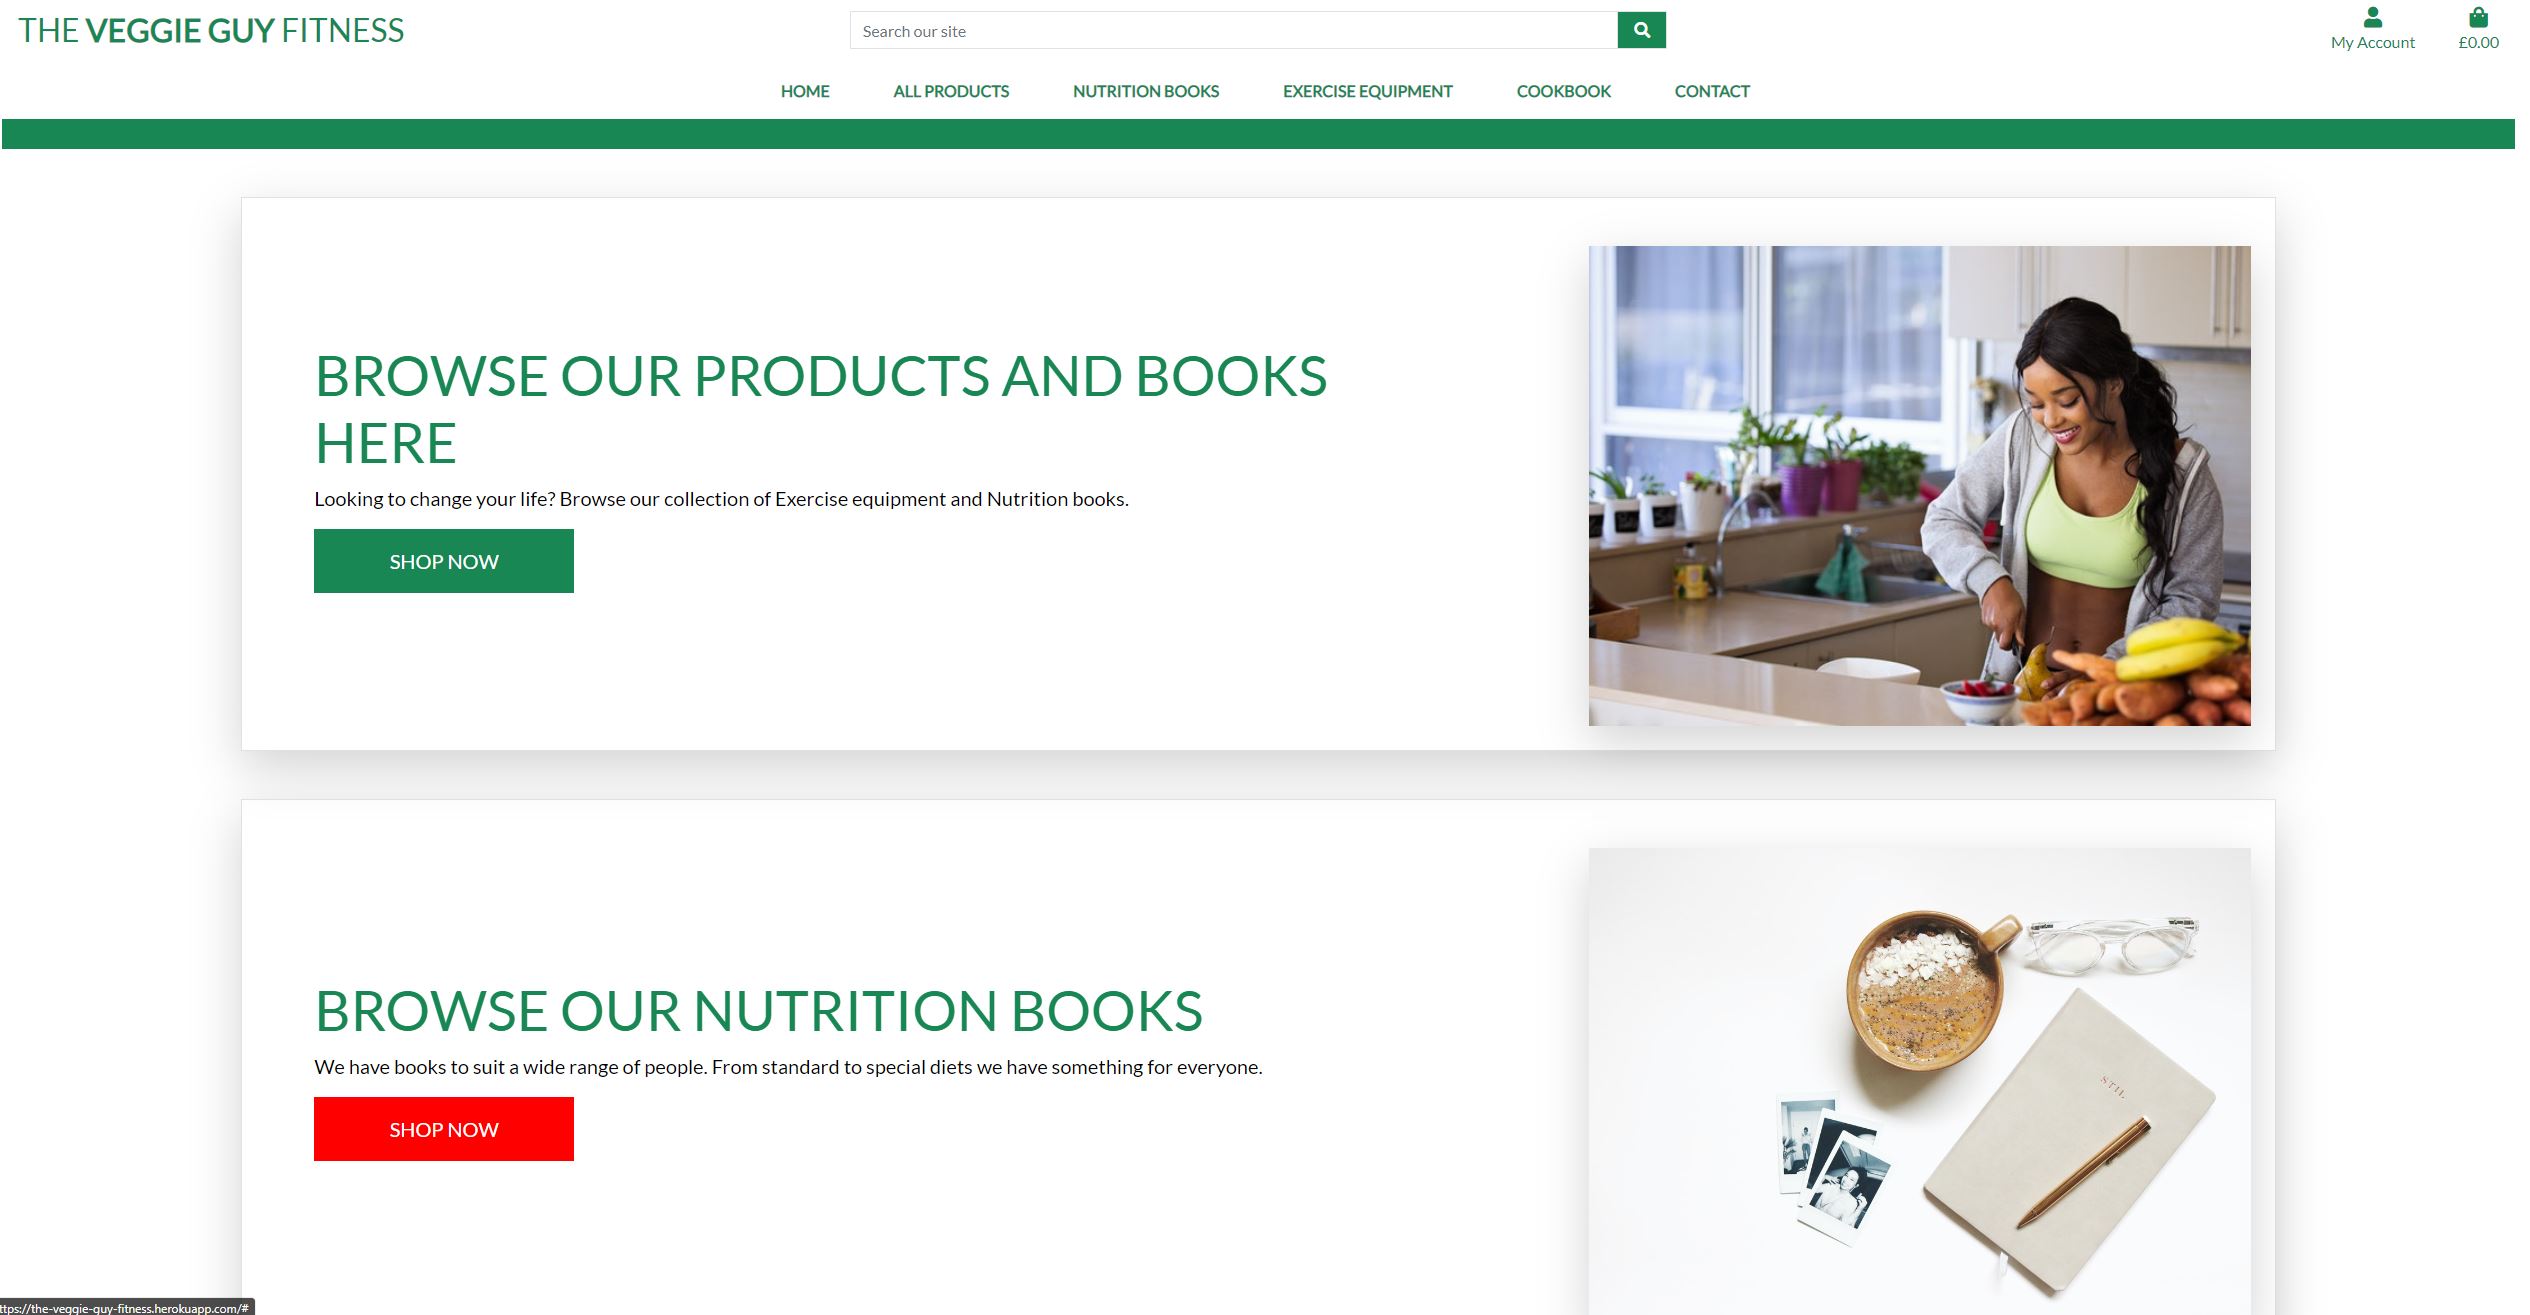 THE VEGGIE GUY FITNESS
Search our site
My Account
£0.00
HOME ALL PRODUCTS NUTRITION BOOKS EXERCISE EQUIPMENT COOKBOOK CONTACT
BROWSE OUR PRODUCTS AND BOOKS
HERE
Looking to change your life? Browse our collection of Exercise equipment and Nutrition books.
SHOP NOW
BROWSE OUR NUTRITION BOOKS
We have books to suit a wide range of people. From standard to special diets we have something for everyone.
SHOP NOW
STIL
ttps://the-veggie-guy-fitness.herokuapp.com/#